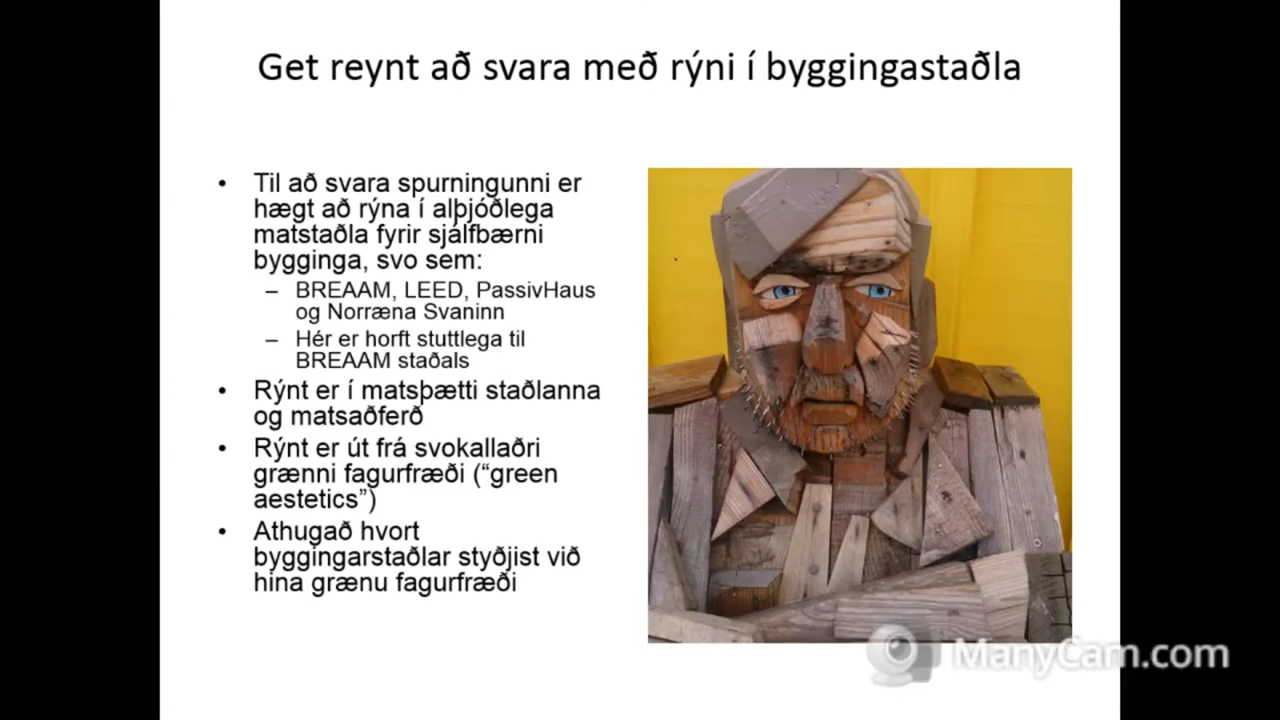 Get reynt að svara með rýni í byggingastaðla
• Til að svara spurningunni er
hægt að rýna í alþjóðlega
matstaðla fyrir sjálfbærni
bygginga, svo sem:
– BREAAM, LEED, PassivHaus
og Norræna Svaninn
– Hér er horft stuttlega til
BREAAM staðals
• Rýnt er í matsþætti staðlanna
og matsaðferð
• Rýnt er út frá svokallaðri
grænni fagurfræði (“green
aestetics”)
• Athugað hvort
byggingarstaðlar styðjist við
hina grænu fagurfræði
ManyCam.com